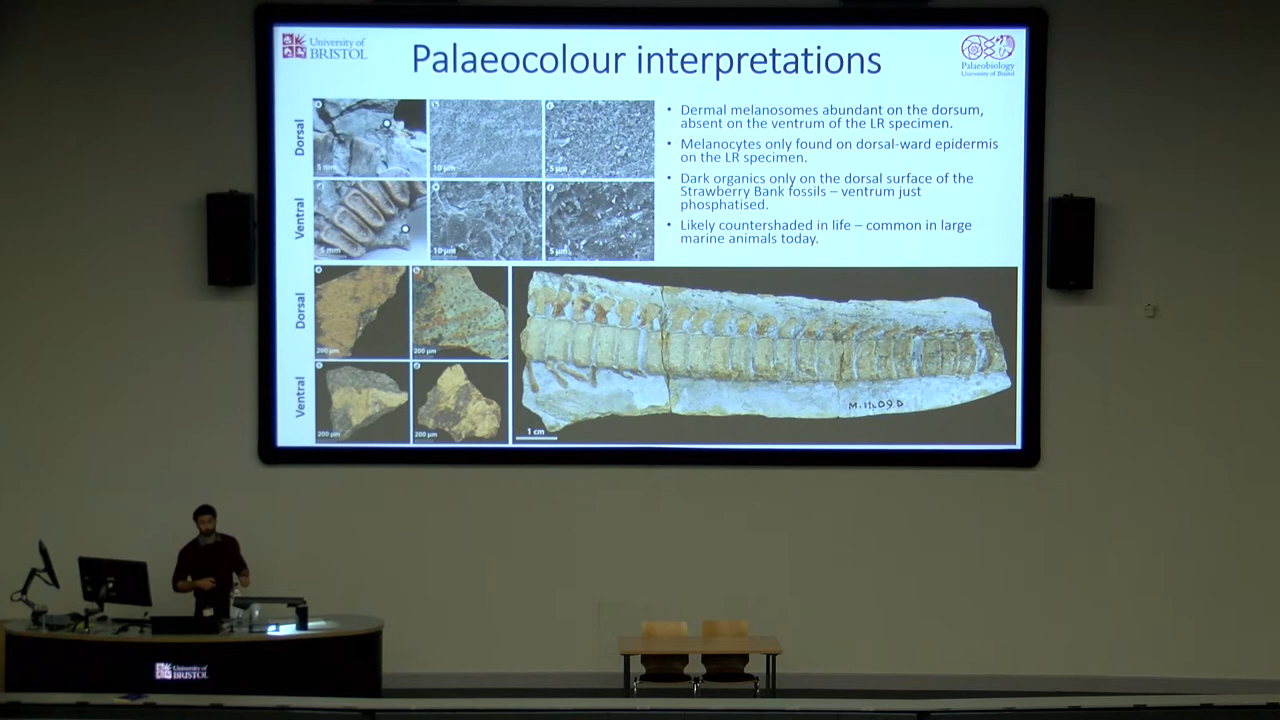 University of
BRISTOL
Palaeocolour interpretations
Palaeobiology
University of Bristol
• Dermal melanosomes abundant on the dorsum,
absent on the ventrum of the LR specimen.
• Melanocytes only found on dorsal-ward epidermis
on the LR specimen.
• Dark organics only on the dorsal surface of the
Strawberry Bank fossils – ventrum just
phosphatised.
• Likely countershaded in life – common in large
marine animals today.
Dorsal
a
5 mm
b
10 µm
c
5 µm
Ventral
d
5 mm
e
10 µm
f
5 µm
Dorsal
a
200 µm
b
200 µm
Ventral
c
200 µm
d
200 µm
1 cm
University of
BRISTOL